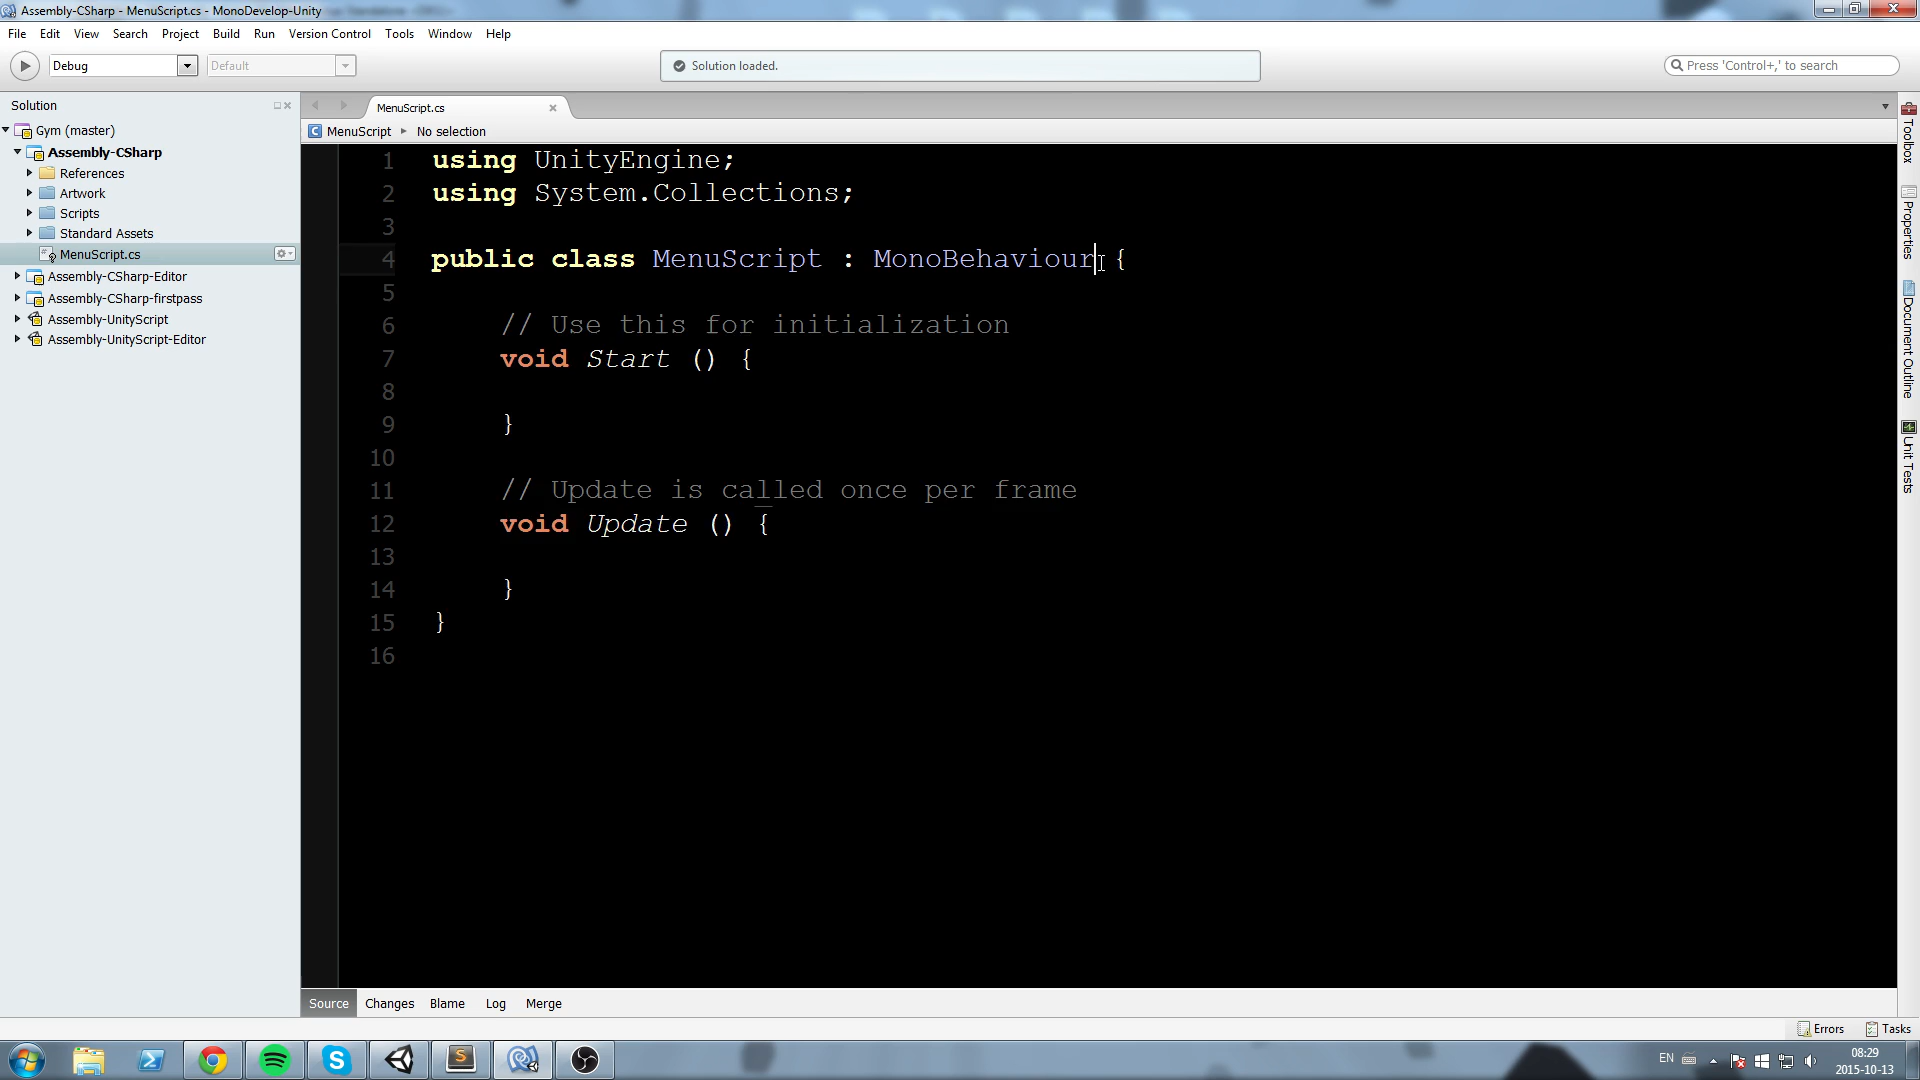 Assembly-CSharp - MenuScript.cs - MonoDevelop-Unity
File Edit View Search Project Build Run Version Control Tools Window Help
Debug
Default
Solution loaded.
Press 'Control+,' to search
Solution
Gym (master)
Assembly-CSharp
References
Artwork
Scripts
Standard Assets
MenuScript.cs
Assembly-CSharp-Editor
Assembly-CSharp-firstpass
Assembly-UnityScript
Assembly-UnityScript-Editor
MenuScript.cs
MenuScript No selection
1 using UnityEngine;
2 using System.Collections;
3
4 public class MenuScript : MonoBehaviour {
5
6 // Use this for initialization
7 void Start () {
8
9 }
10
11 // Update is called once per frame
12 void Update () {
13
14 }
15 }
16
Toolbox
Properties
Document Outline
Unit Tests
Source Changes Blame Log Merge
Errors Tasks
EN
08:29
2015-10-13